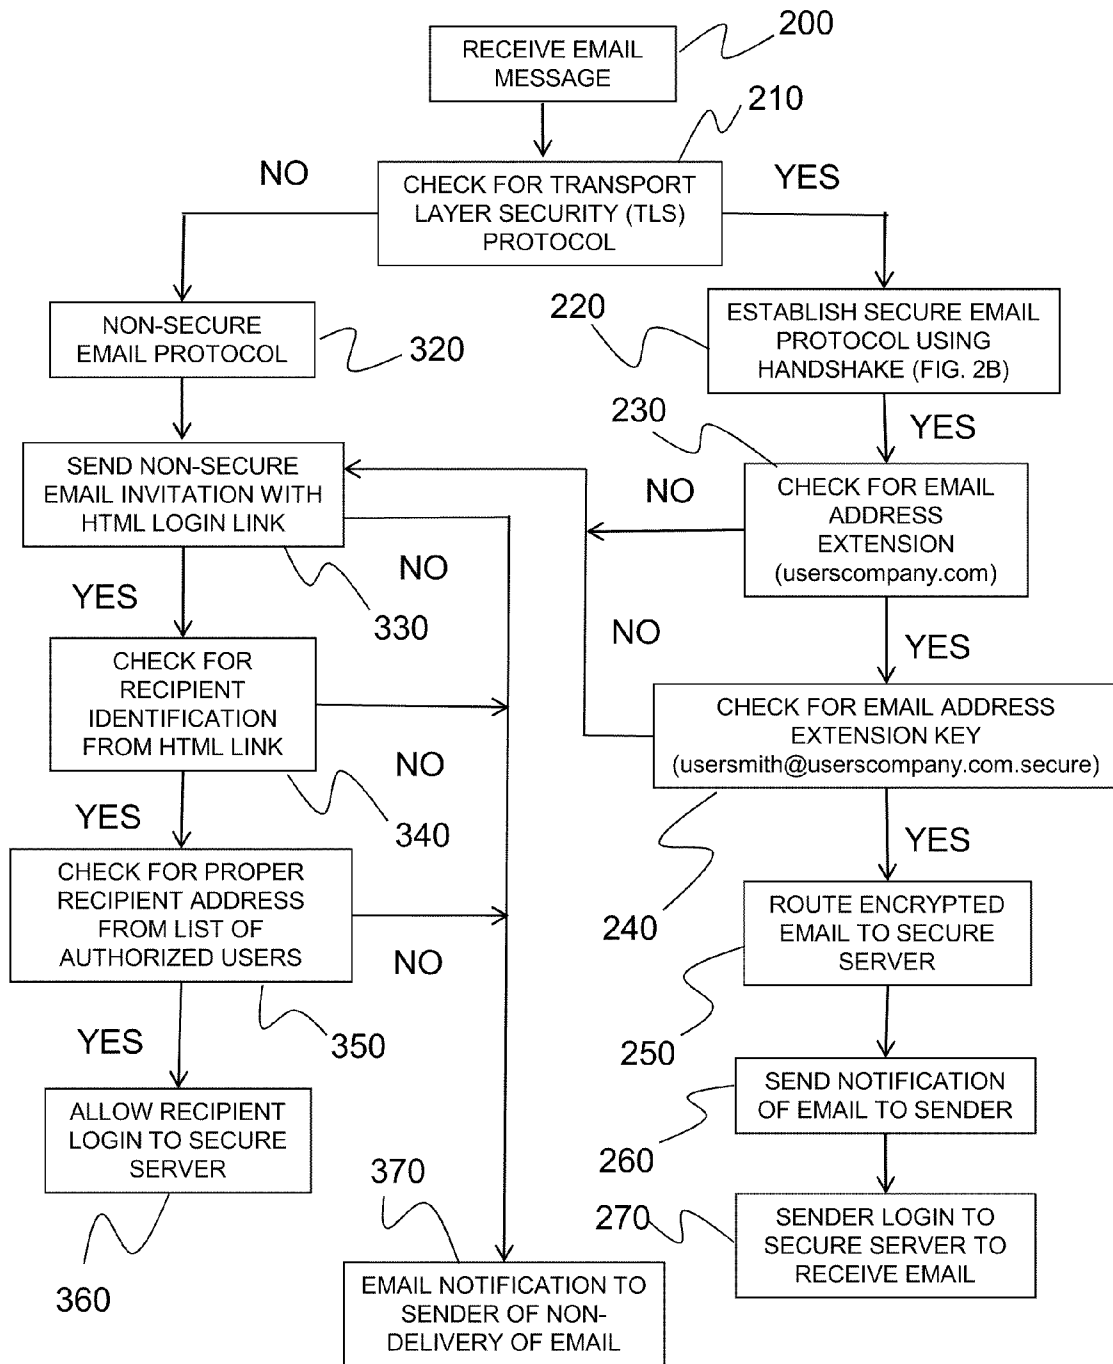 200
RECEIVE EMAIL
MESSAGE
210
NO
YES
CHECK FOR TRANSPORT
LAYER SECURITY (TLS)
PROTOCOL
NON-SECURE
EMAIL PROTOCOL
320
220
ESTABLISH SECURE EMAIL
PROTOCOL USING
HANDSHAKE (FIG. 2B)
230
YES
SEND NON-SECURE
EMAIL INVITATION WITH
HTML LOGIN LINK
NO
CHECK FOR EMAIL
ADDRESS
EXTENSION
(userscompany.com)
NO
YES
330
NO
YES
CHECK FOR
RECIPIENT
IDENTIFICATION
FROM HTML LINK
CHECK FOR EMAIL ADDRESS
EXTENSION KEY
(usersmith@userscompany.com.secure)
NO
YES
340
YES
CHECK FOR PROPER
RECIPIENT ADDRESS
FROM LIST OF
AUTHORIZED USERS
240
ROUTE ENCRYPTED
EMAIL TO SECURE
SERVER
NO
YES
350
250
ALLOW RECIPIENT
LOGIN TO SECURE
SERVER
SEND NOTIFICATION
OF EMAIL TO SENDER
260
370
270
SENDER LOGIN TO
SECURE SERVER TO
RECEIVE EMAIL
360
EMAIL NOTIFICATION TO
SENDER OF NON-
DELIVERY OF EMAIL